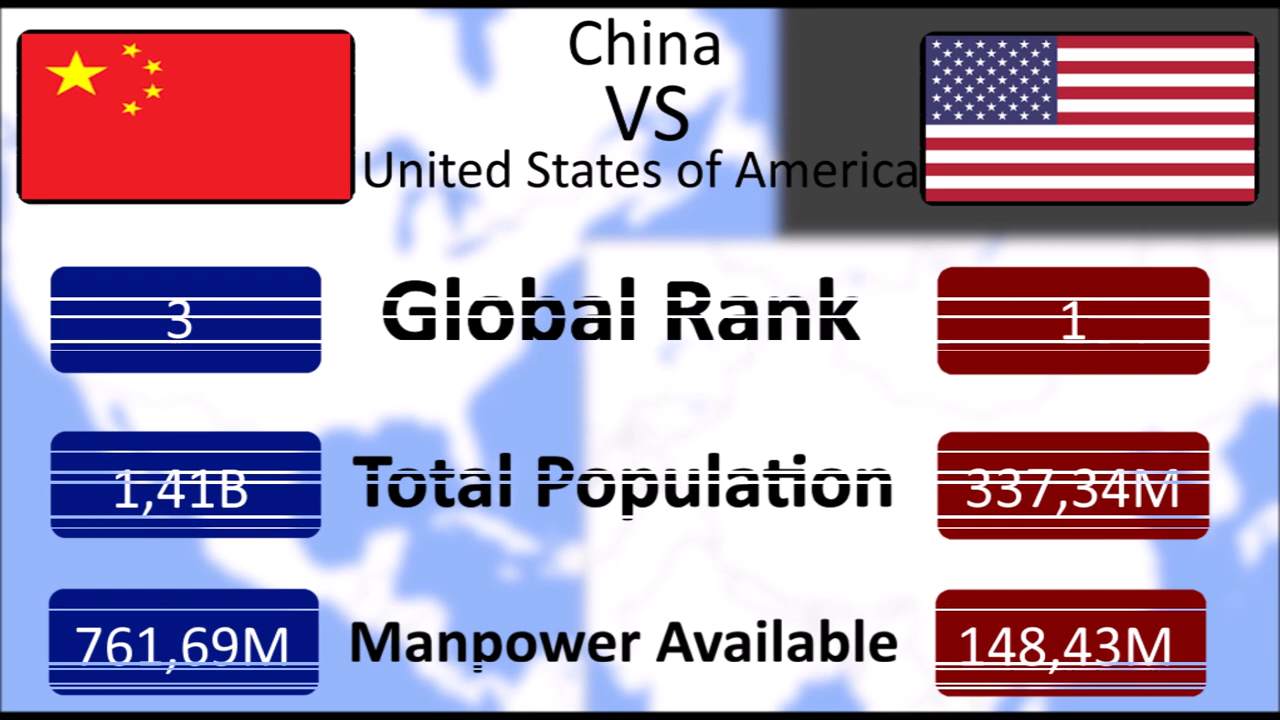 China
VS
United States of America
3 Global Rank 1
1,41B Total Population 337,34M
761,69M Manpower Available 148,43M